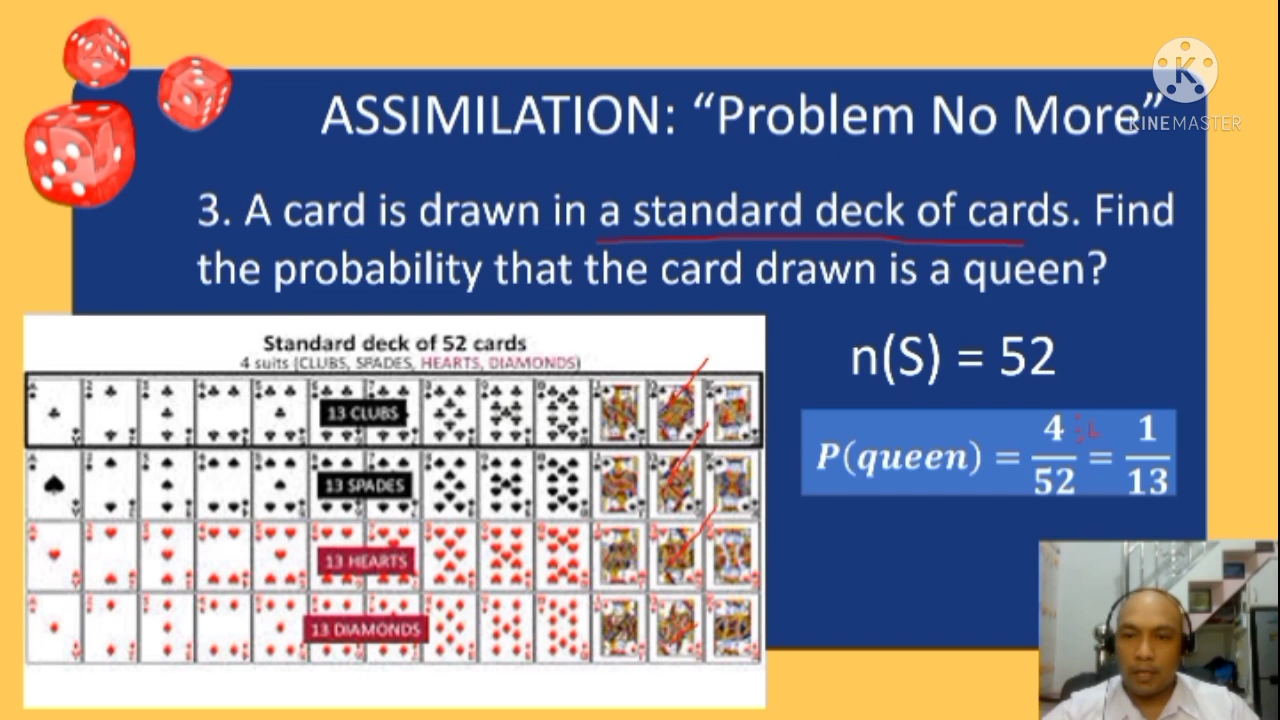 ASSIMILATION: “Problem No More”
KINEMASTER
3. A card is drawn in a standard deck of cards. Find
the probability that the card drawn is a queen?
Standard deck of 52 cards
4 suits (CLUBS, SPADES, HEARTS, DIAMONDS)
13 CLUBS
13 SPADES
13 HEARTS
13 DIAMONDS
n(S) = 52
P(queen) = 4/52 = 1/13